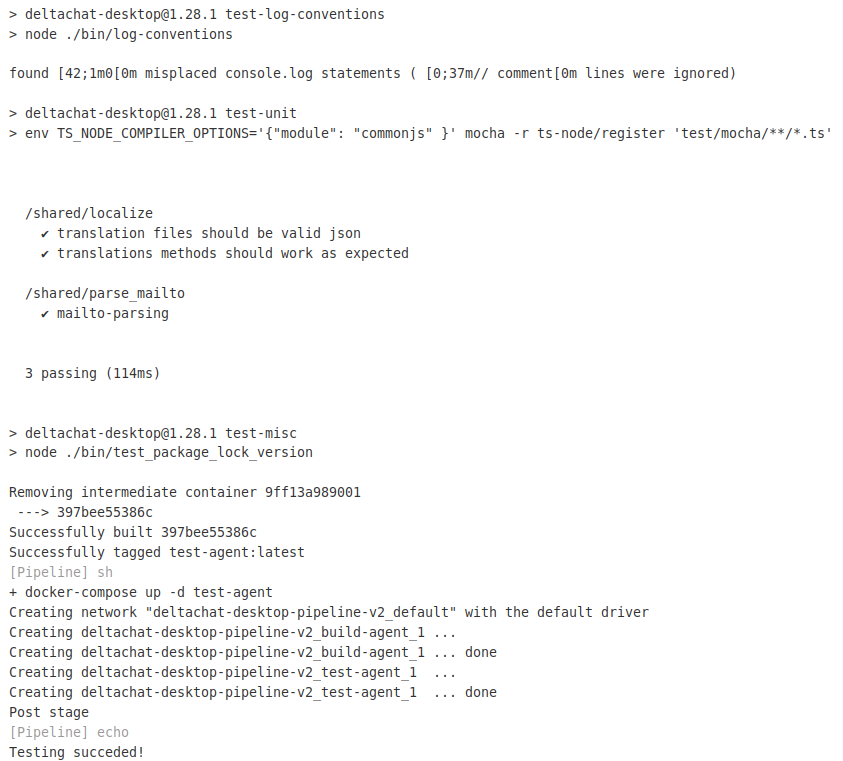 > deltachat-desktop@1.28.1 test-log-conventions
> node ./bin/log-conventions
found [42;1m0[0m misplaced console.log statements ( [0;37m// comment[0m lines were ignored)
> deltachat-desktop@1.28.1 test-unit
> env TS_NODE_COMPILER_OPTIONS='{"module": "commonjs" }' mocha -r ts-node/register 'test/mocha/**/*.ts'
/shared/localize
✔ translation files should be valid json
✔ translations methods should work as expected
/shared/parse_mailto
✔ mailto-parsing
3 passing (114ms)
> deltachat-desktop@1.28.1 test-misc
> node ./bin/test_package_lock_version
Removing intermediate container 9ff13a989001
---> 397bee55386c
Successfully built 397bee55386c
Successfully tagged test-agent:latest
[Pipeline] sh
+ docker-compose up -d test-agent
Creating network "deltachat-desktop-pipeline-v2_default" with the default driver
Creating deltachat-desktop-pipeline-v2_build-agent_1 ...
Creating deltachat-desktop-pipeline-v2_build-agent_1 ... done
Creating deltachat-desktop-pipeline-v2_test-agent_1  ...
Creating deltachat-desktop-pipeline-v2_test-agent_1  ... done
Post stage
[Pipeline] echo
Testing succeded!